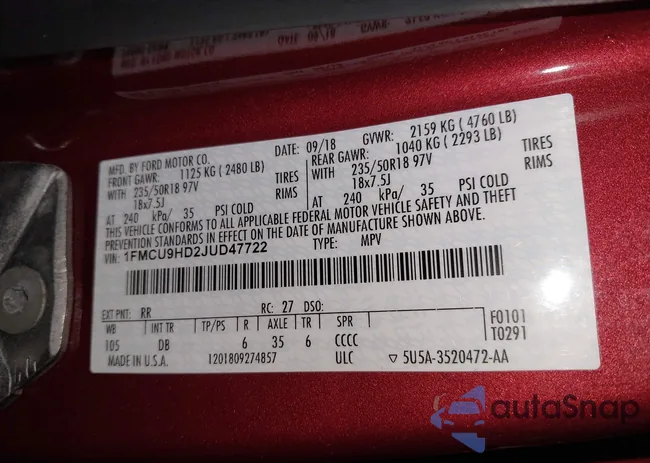 MFD. BY FORD MOTOR CO. DATE: 09/18 GVWR: 2159 KG ( 4760 LB)
FRONT GAWR: 1125 KG ( 2480 LB) REAR GAWR: 1040 KG ( 2293 LB)
WITH 235/50R18 97V TIRES WITH 235/50R18 97V TIRES
18x7.5J RIMS 18x7.5J RIMS
AT 240 kPa/ 35 PSI COLD AT 240 kPa/ 35 PSI COLD
THIS VEHICLE CONFORMS TO ALL APPLICABLE FEDERAL MOTOR VEHICLE SAFETY AND THEFT
PREVENTION STANDARDS IN EFFECT ON THE DATE OF MANUFACTURE SHOWN ABOVE.
VIN: 1FMCU9HD2JUD47722 TYPE: MPV
EXT PNT: RR RC: 27 DSO:
WB INT TR TP/PS R AXLE TR SPR F0101
105 DB 6 35 6 CCCC T0291
MADE IN U.S.A. 1201809274857 ULC ▽ 5U5A-3520472-AA
autoSnap